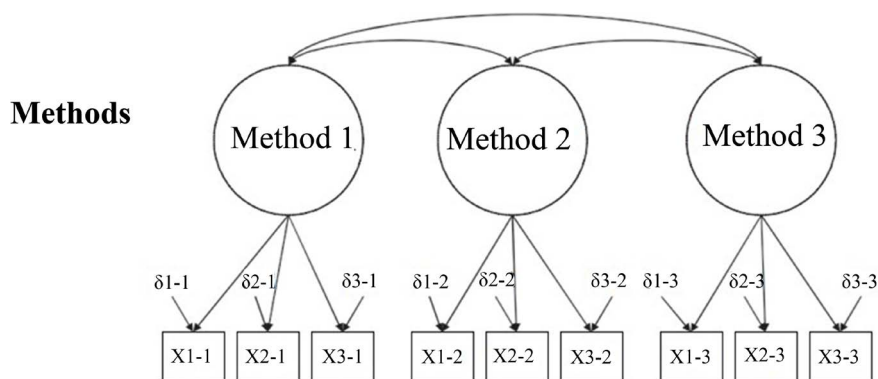 Methods
Method 1
Method 2
Method 3
δ1-1 δ2-1 δ3-1 δ1-2 δ2-2 δ3-2 δ1-3 δ2-3 δ3-3
X1-1 X2-1 X3-1 X1-2 X2-2 X3-2 X1-3 X2-3 X3-3